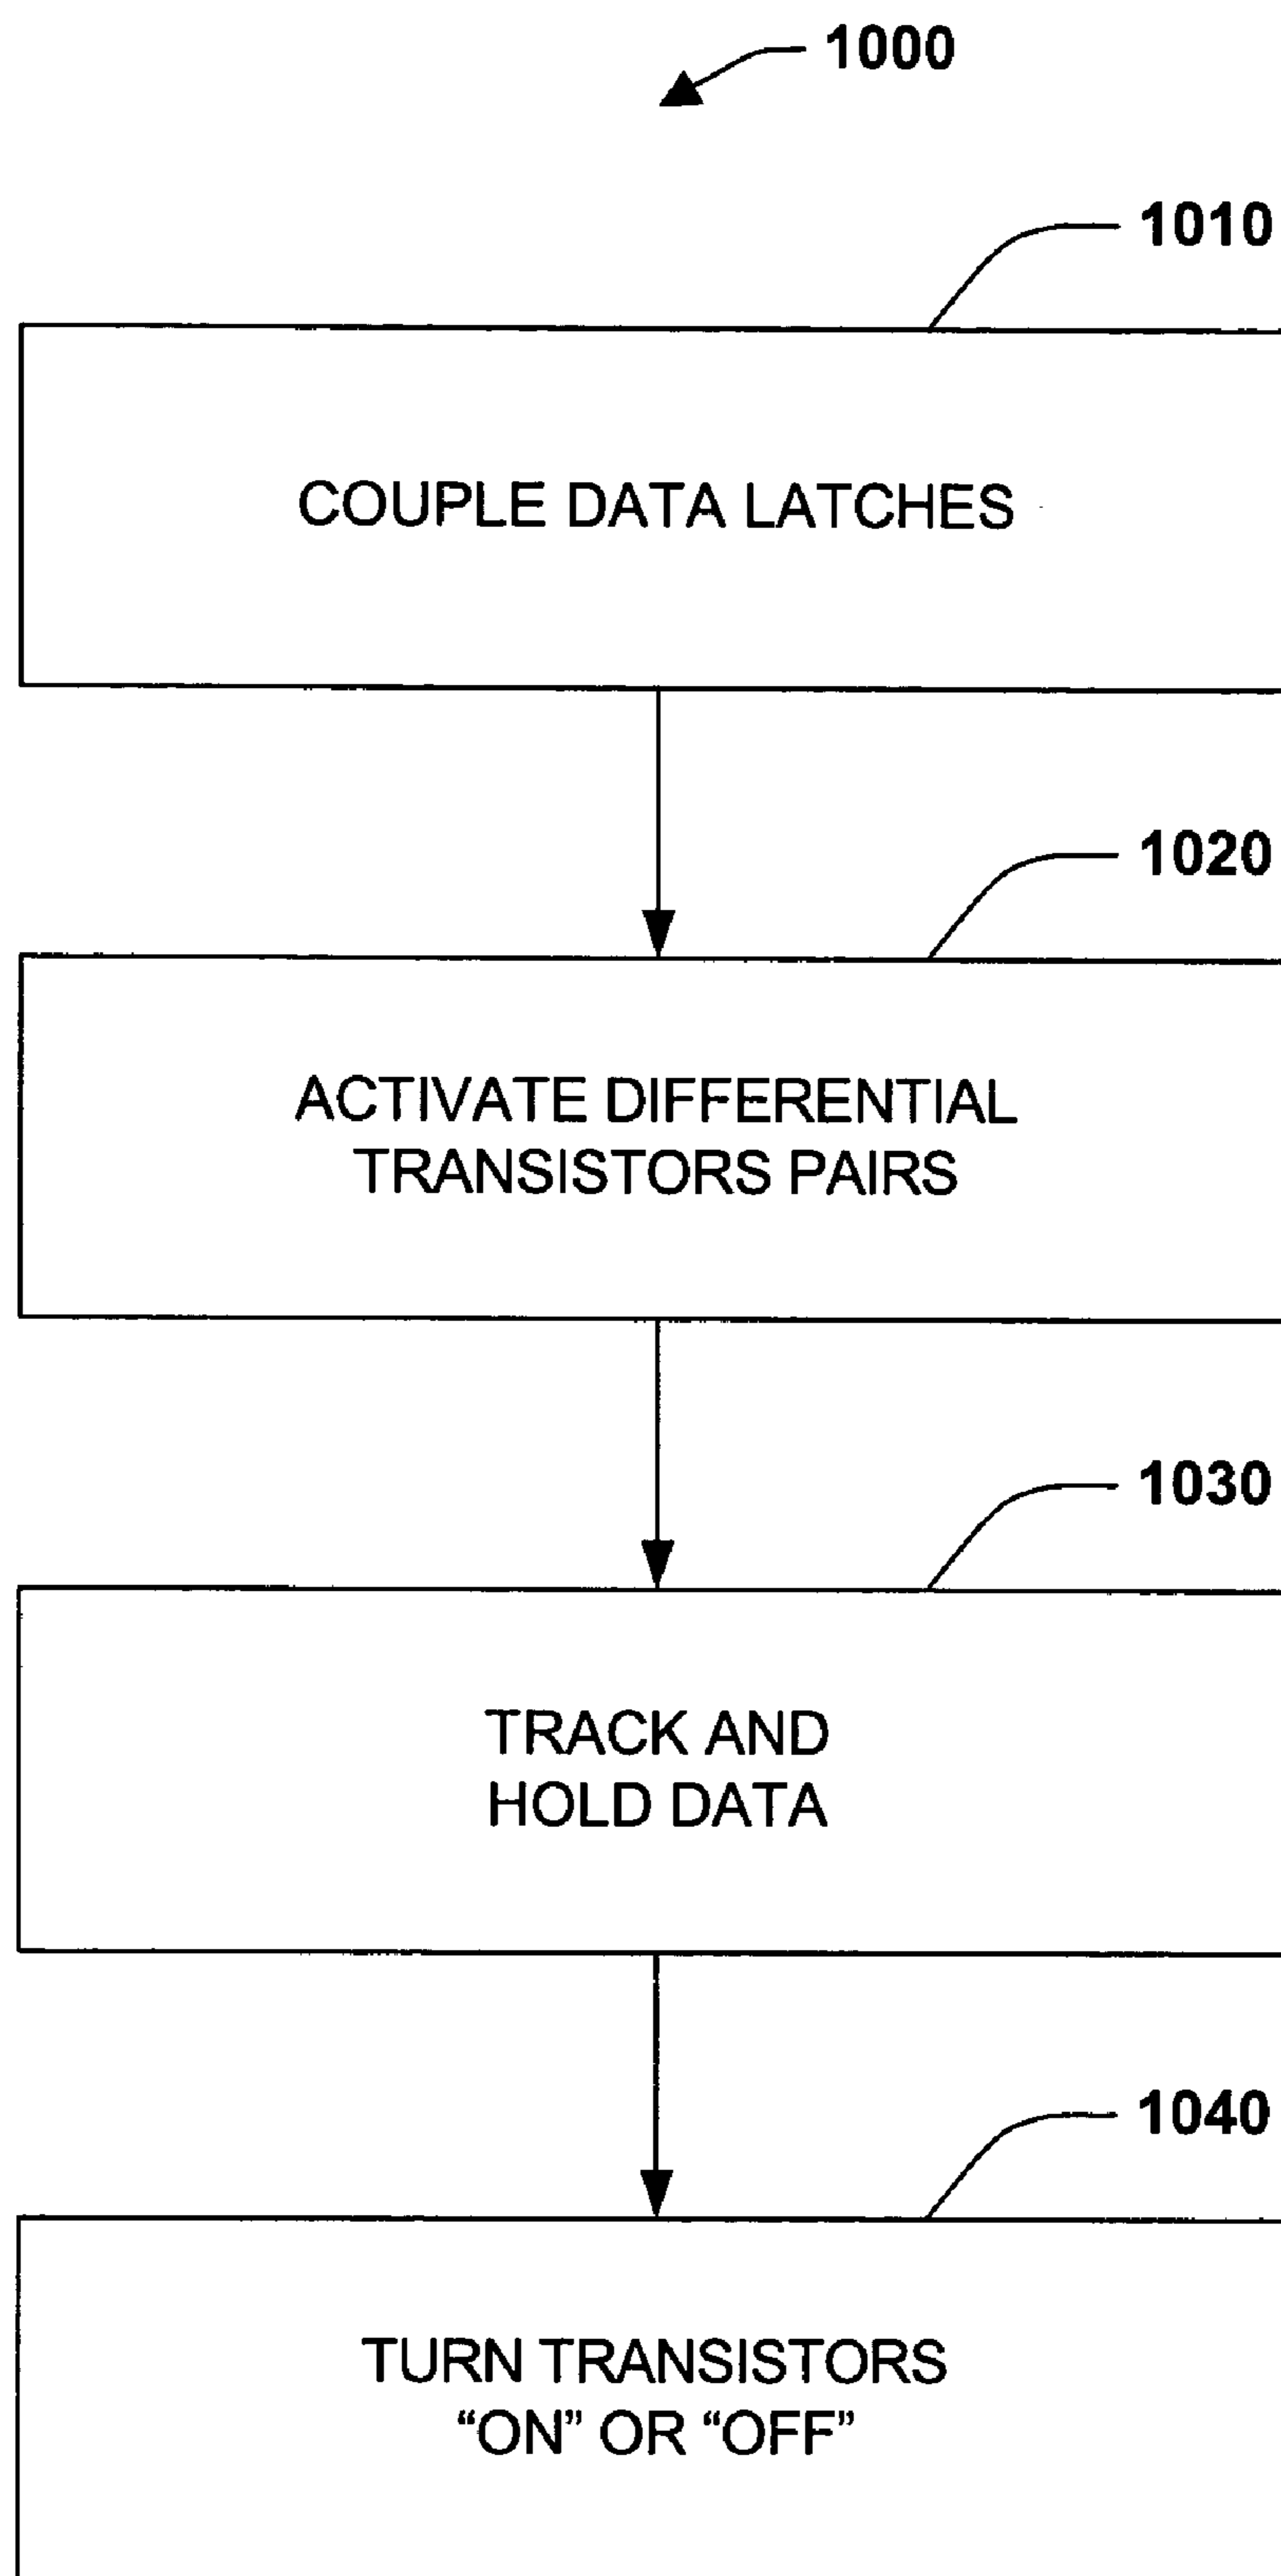 1000
1010
COUPLE DATA LATCHES
1020
ACTIVATE DIFFERENTIAL
TRANSISTORS PAIRS
1030
TRACK AND
HOLD DATA
1040
TURN TRANSISTORS
“ON” OR “OFF”